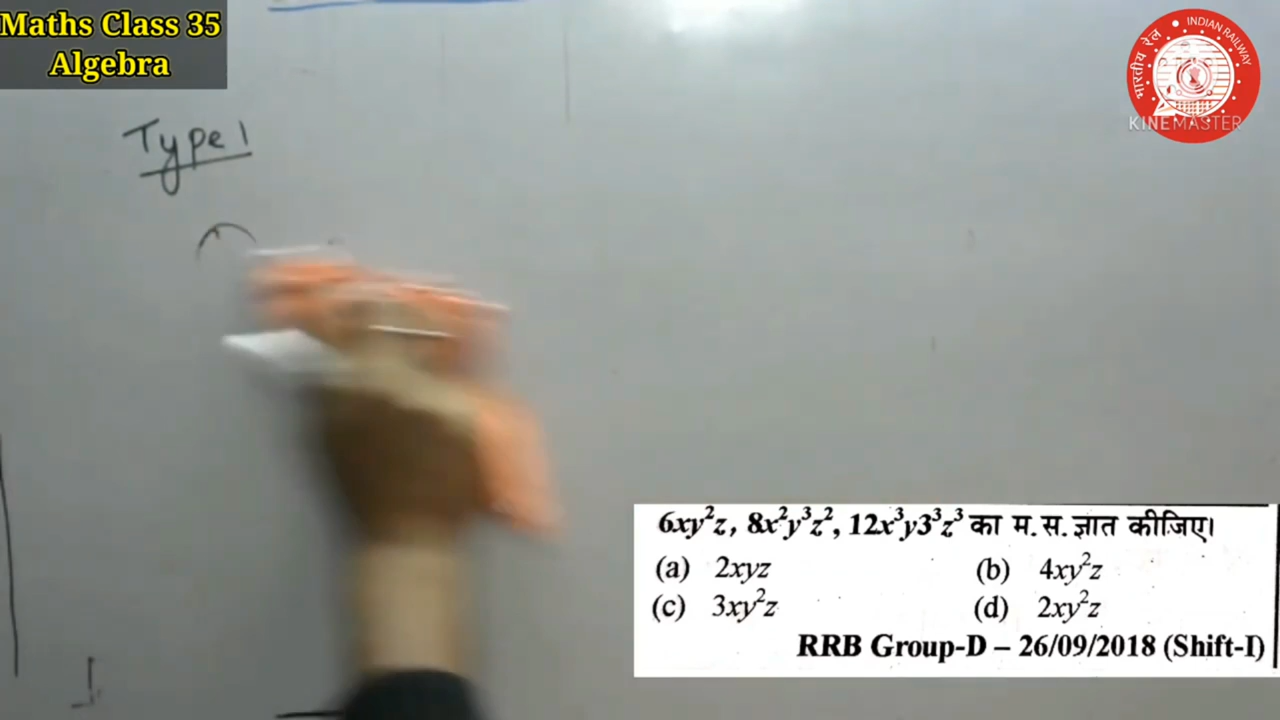 Maths Class 35
Algebra
भारतीय रेल • INDIAN RAILWAY
KINEMASTER
Type 1
6xy²z, 8x²y³z², 12x³y3³z³ का म. स. ज्ञात कीजिए।
(a) 2xyz (b) 4xy²z
(c) 3xy²z (d) 2xy²z
RRB Group-D – 26/09/2018 (Shift-I)